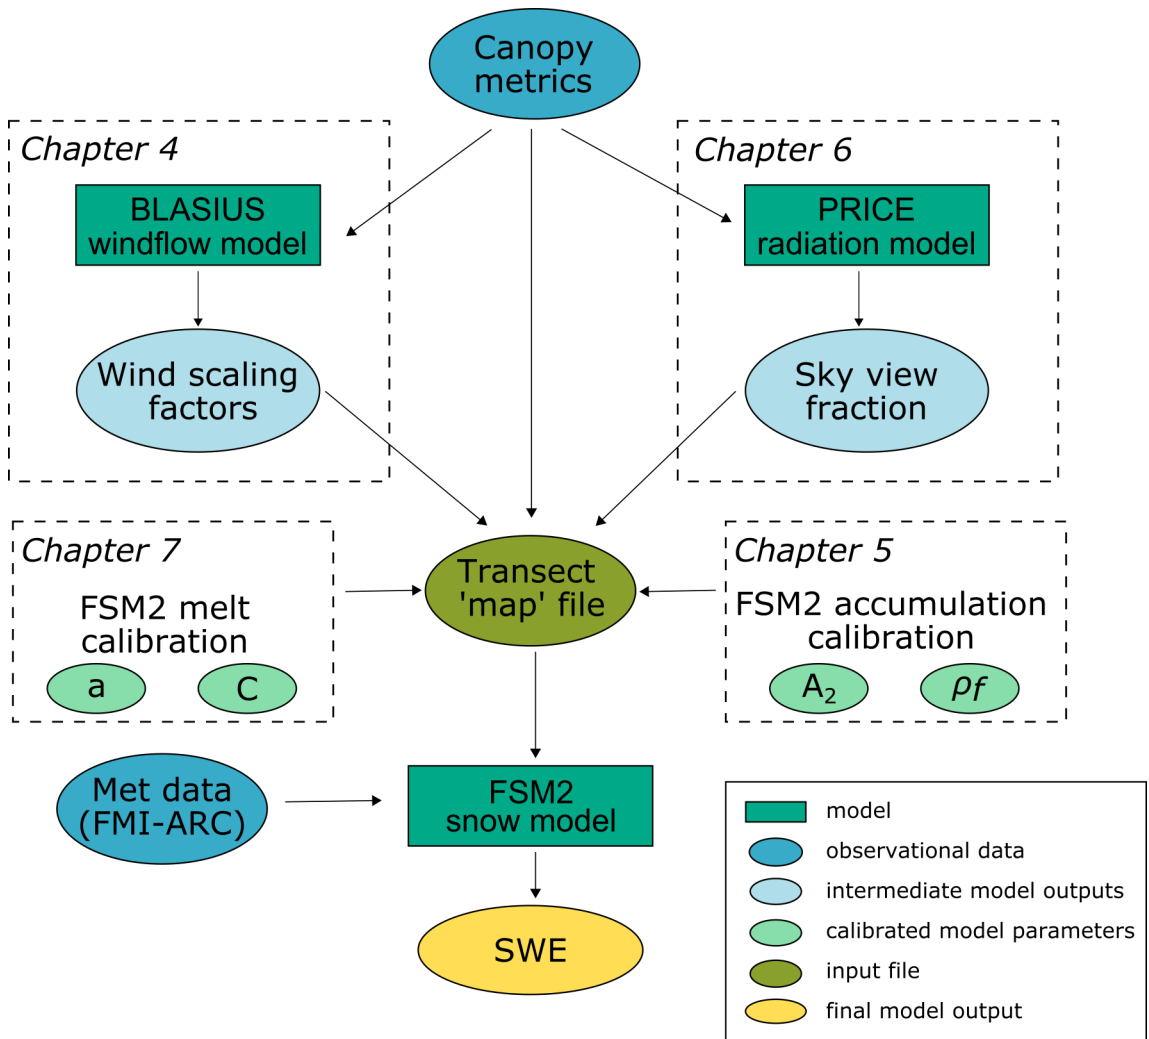 Canopy
metrics
Chapter 4
BLASIUS
windflow model
Wind scaling
factors
Chapter 6
PRICE
radiation model
Sky view
fraction
Chapter 7
FSM2 melt
calibration
a
C
Transect
'map' file
Chapter 5
FSM2 accumulation
calibration
A₂
ρf
Met data
(FMI-ARC)
FSM2
snow model
SWE
model
observational data
intermediate model outputs
calibrated model parameters
input file
final model output